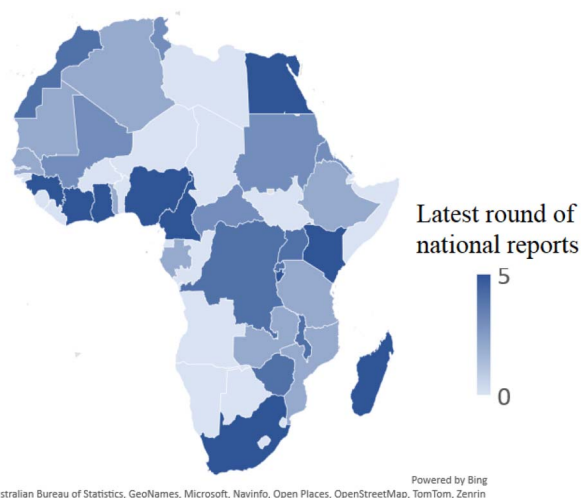 Latest round of
national reports
5
0
Powered by Bing
stralian Bureau of Statistics, GeoNames, Microsoft, Navinfo, Open Places, OpenStreetMap, TomTom, Zenrin